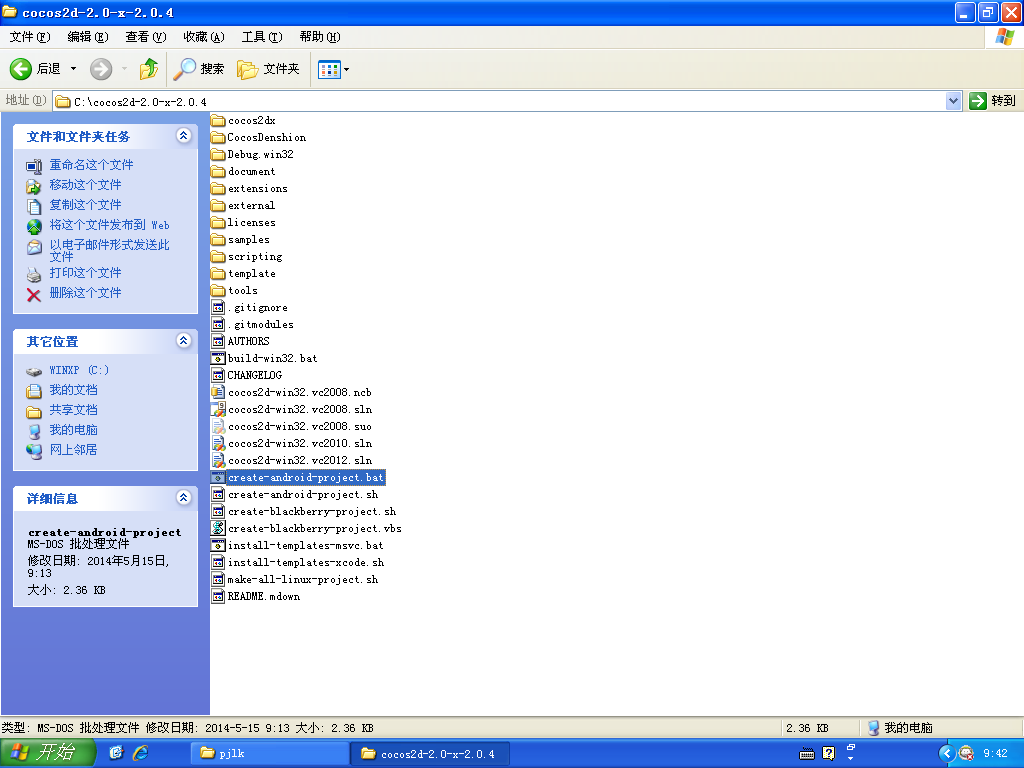 cocos2d-2.0-x-2.0.4
文件(F) 编辑(E) 查看(V) 收藏(A) 工具(T) 帮助(H)
后退 搜索 文件夹
地址(D) C:\cocos2d-2.0-x-2.0.4 转到
文件和文件夹任务
重命名这个文件
移动这个文件
复制这个文件
将这个文件发布到 Web
以电子邮件形式发送此
文件
打印这个文件
删除这个文件
其它位置
WINXP (C:)
我的文档
共享文档
我的电脑
网上邻居
详细信息
create-android-project
MS-DOS 批处理文件
修改日期: 2014年5月15日,
9:13
大小: 2.36 KB
cocos2dx
CocosDenshion
Debug.win32
document
extensions
external
licenses
samples
scripting
template
tools
.gitignore
.gitmodules
AUTHORS
build-win32.bat
CHANGELOG
cocos2d-win32.vc2008.ncb
cocos2d-win32.vc2008.sln
cocos2d-win32.vc2008.suo
cocos2d-win32.vc2010.sln
cocos2d-win32.vc2012.sln
create-android-project.bat
create-android-project.sh
create-blackberry-project.sh
create-blackberry-project.vbs
install-templates-msvc.bat
install-templates-xcode.sh
make-all-linux-project.sh
README.mdown
类型: MS-DOS 批处理文件 修改日期: 2014-5-15 9:13 大小: 2.36 KB 2.36 KB 我的电脑
开始 pjlk cocos2d-2.0-x-2.0.4 9:42